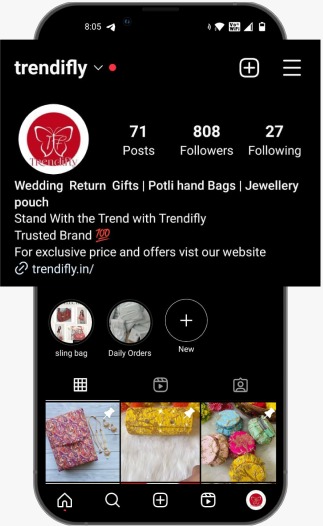 8:05
trendifly
71
808
27
Posts
Followers
Following
Trendifly
Wedding Return Gifts | Potli hand Bags | Jewellery
pouch
Stand With the Trend with Trendifly
Trusted Brand 💯
For exclusive price and offers vist our website
trendifly.in/
sling bag
Daily Orders
New